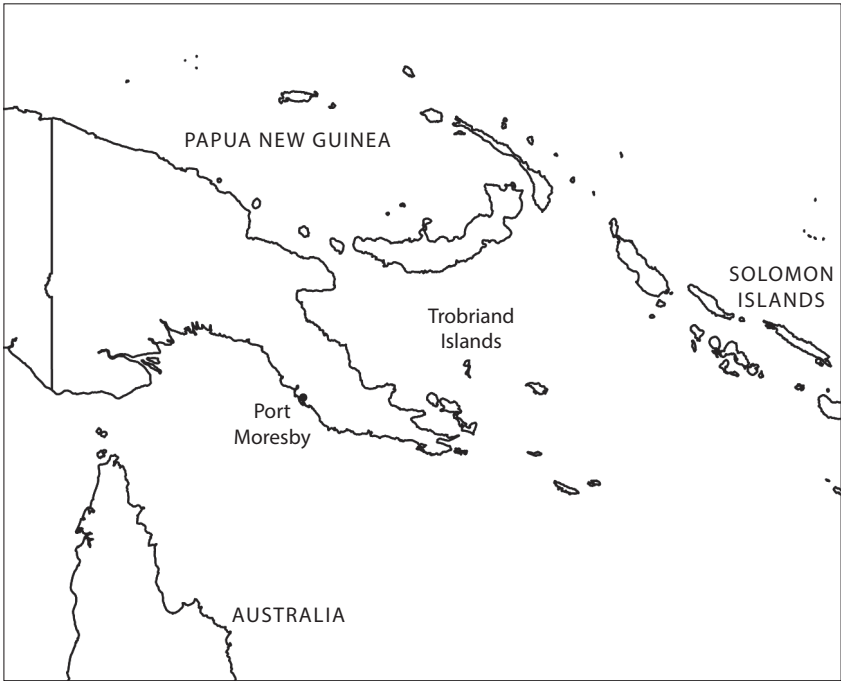 PAPUA NEW GUINEA
SOLOMON
ISLANDS
Trobriand
Islands
Port
Moresby
AUSTRALIA